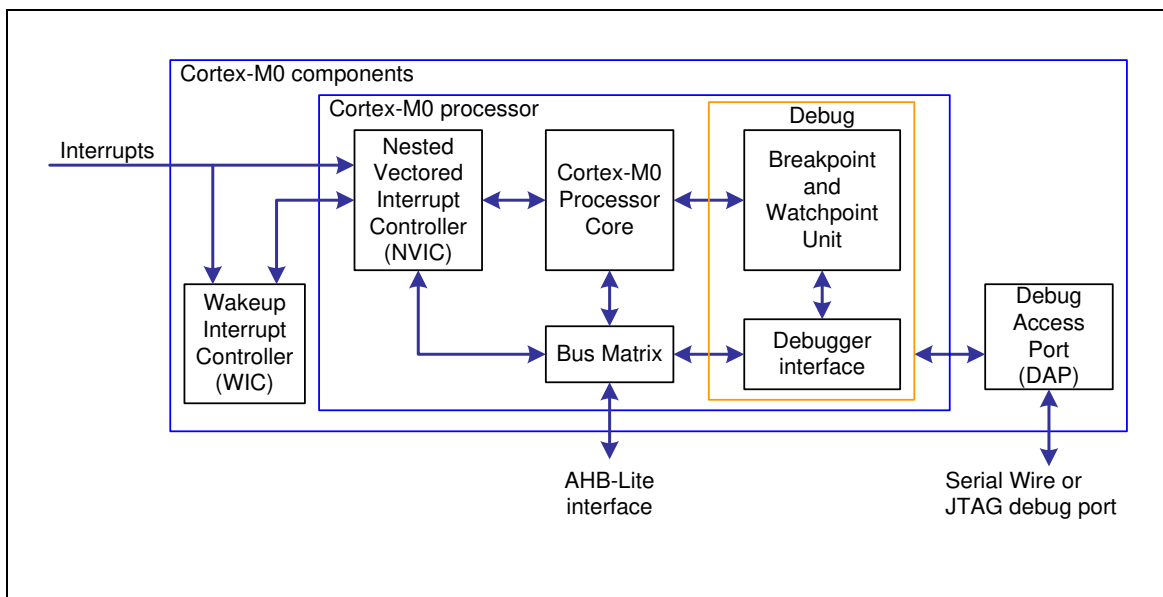 Cortex-M0 components
Cortex-M0 processor
Debug
Interrupts
Nested
Vectored
Interrupt
Controller
(NVIC)
Cortex-M0
Processor
Core
Breakpoint
and
Watchpoint
Unit
Wakeup
Interrupt
Controller
(WIC)
Bus Matrix
Debugger
interface
Debug
Access
Port
(DAP)
AHB-Lite
interface
Serial Wire or
JTAG debug port